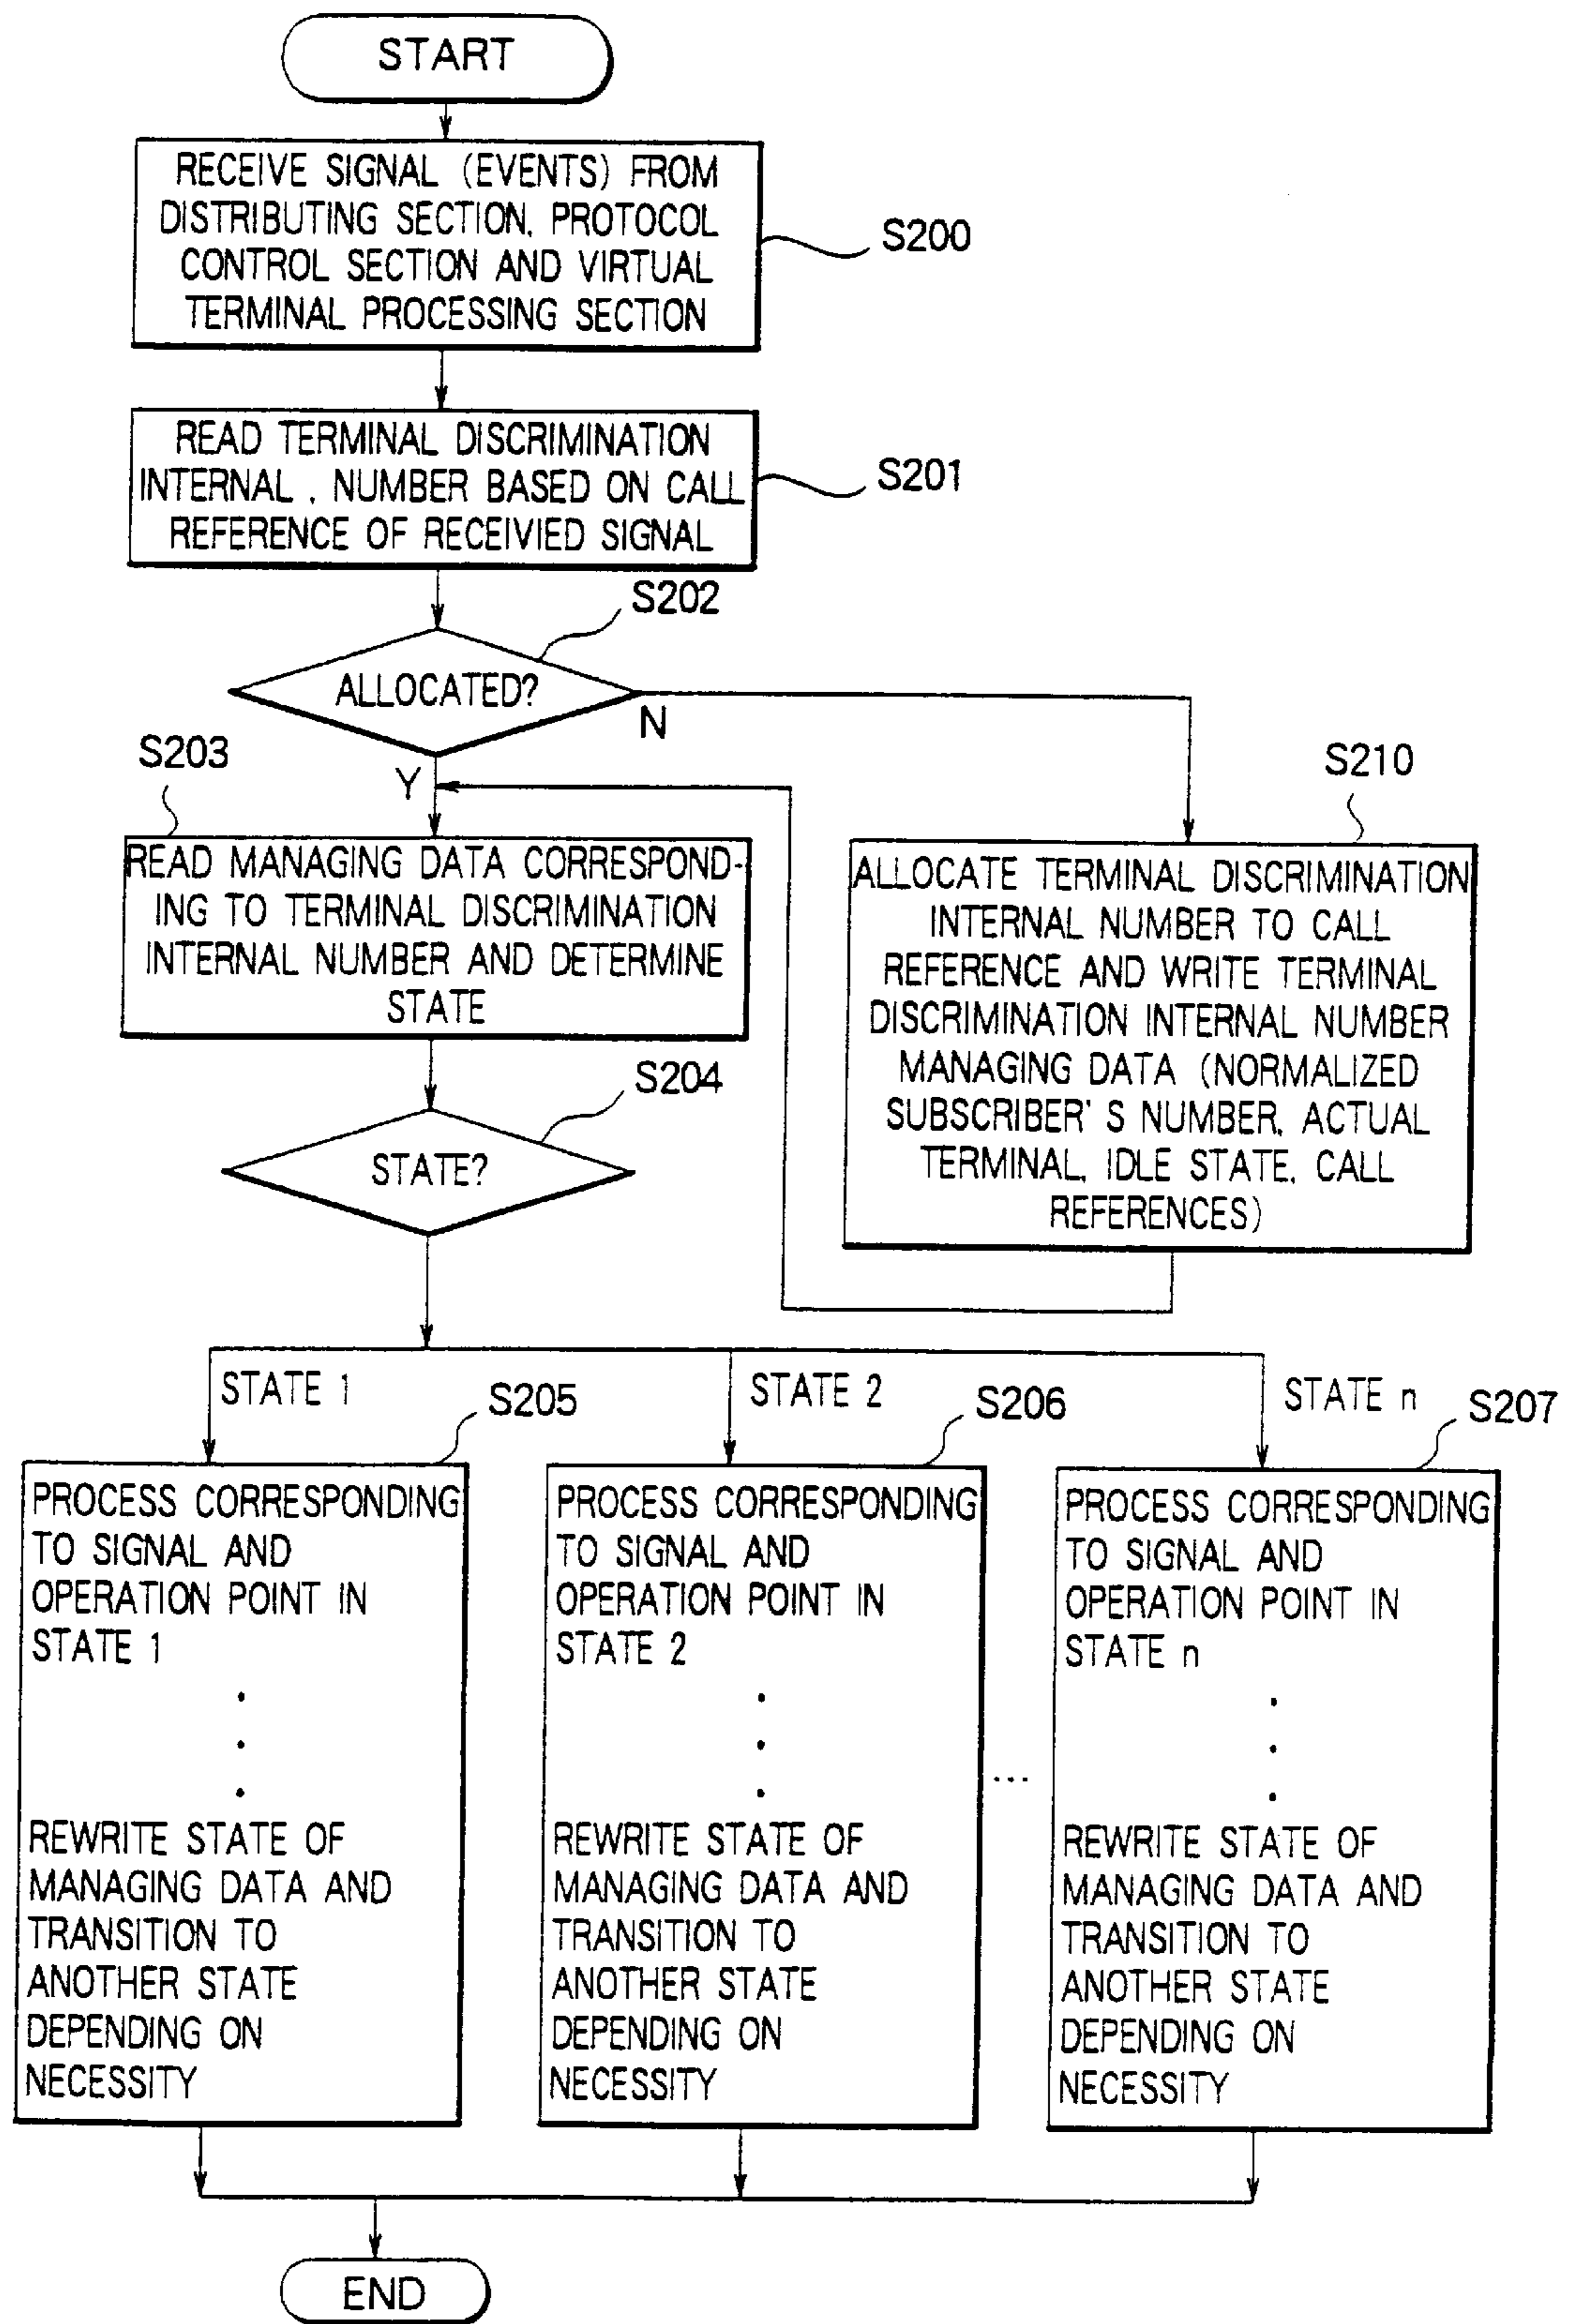 START
RECEIVE SIGNAL (EVENTS) FROM
DISTRIBUTING SECTION, PROTOCOL
CONTROL SECTION AND VIRTUAL
TERMINAL PROCESSING SECTION
S200
READ TERMINAL DISCRIMINATION
INTERNAL . NUMBER BASED ON CALL
REFERENCE OF RECEIVIED SIGNAL
S201
S202
ALLOCATED?
N
Y
S203
READ MANAGING DATA CORRESPOND-
ING TO TERMINAL DISCRIMINATION
INTERNAL NUMBER AND DETERMINE
STATE
S210
ALLOCATE TERMINAL DISCRIMINATION
INTERNAL NUMBER TO CALL
REFERENCE AND WRITE TERMINAL
DISCRIMINATION INTERNAL NUMBER
MANAGING DATA (NORMALIZED
SUBSCRIBER'S NUMBER, ACTUAL
TERMINAL, IDLE STATE, CALL
REFERENCES)
S204
STATE?
STATE 1
S205
PROCESS CORRESPONDING
TO SIGNAL AND
OPERATION POINT IN
STATE 1
.
.
.
REWRITE STATE OF
MANAGING DATA AND
TRANSITION TO
ANOTHER STATE
DEPENDING ON
NECESSITY
STATE 2
S206
PROCESS CORRESPONDING
TO SIGNAL AND
OPERATION POINT IN
STATE 2
.
.
.
REWRITE STATE OF
MANAGING DATA AND
TRANSITION TO
ANOTHER STATE
DEPENDING ON
NECESSITY
...
STATE n
S207
PROCESS CORRESPONDING
TO SIGNAL AND
OPERATION POINT IN
STATE n
.
.
.
REWRITE STATE OF
MANAGING DATA AND
TRANSITION TO
ANOTHER STATE
DEPENDING ON
NECESSITY
END